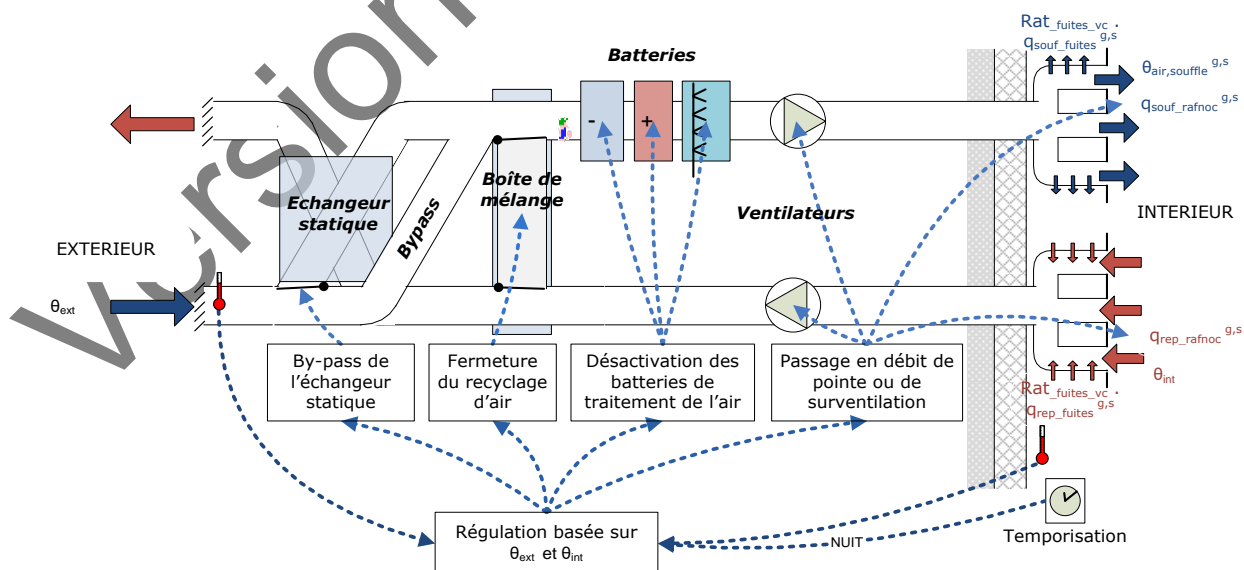 Version
Rat_fuites_vc .
q_souf_fuites g,s
Batteries
θ_air,souffle g,s
q_souf_rafnoc g,s
-
+
Boîte de
mélange
Echangeur
statique
Bypass
Ventilateurs
INTERIEUR
EXTERIEUR
θ_ext
q_rep_rafnoc g,s
θ_int
Rat_fuites_vc .
q_rep_fuites g,s
By-pass de
l'échangeur
statique
Fermeture
du recyclage
d'air
Désactivation des
batteries de
traitement de l'air
Passage en débit de
pointe ou de
surventilation
Régulation basée sur
θ_ext et θ_int
NUIT
Temporisation